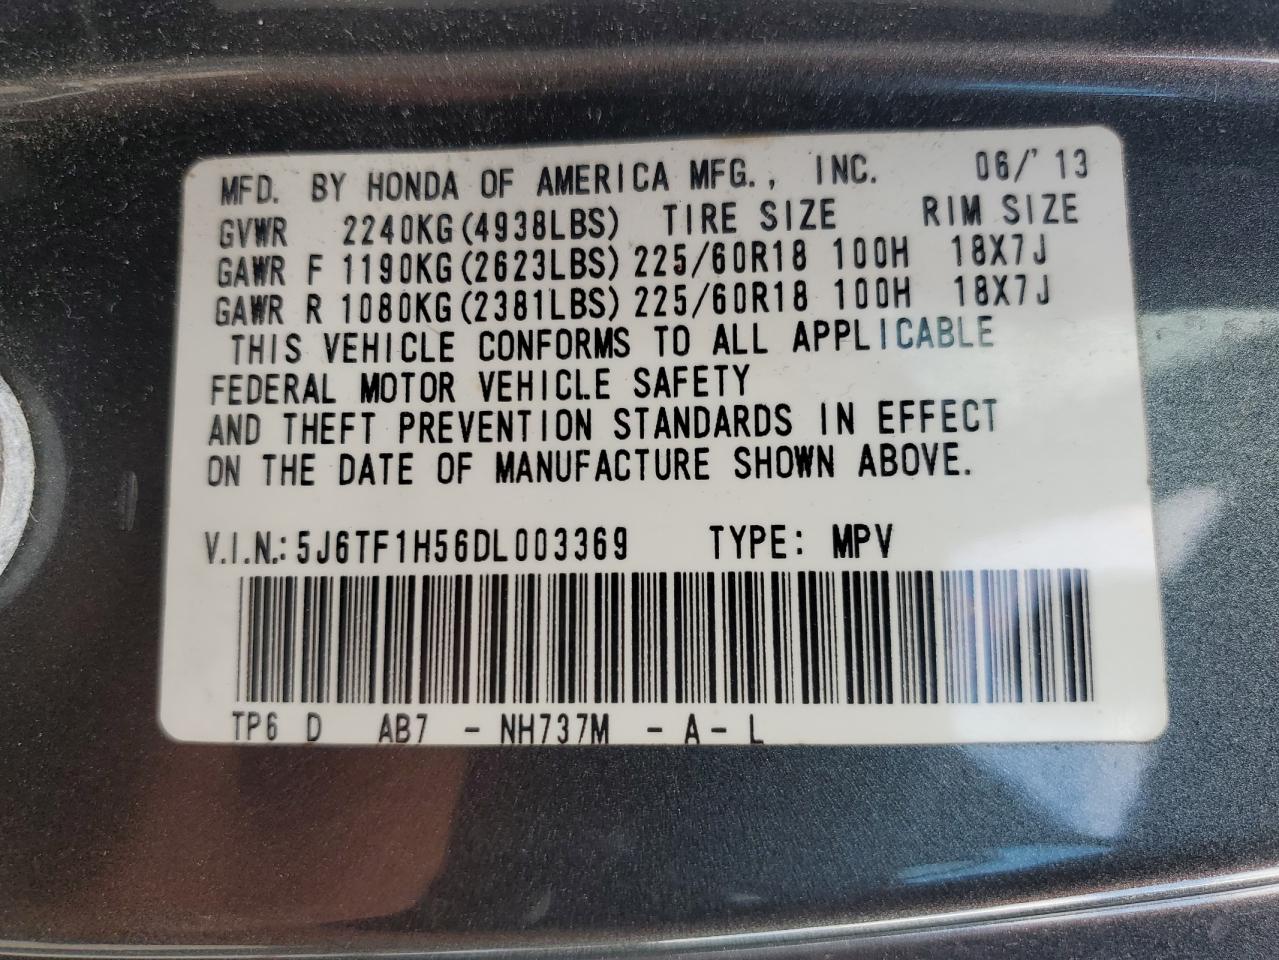 MFD. BY HONDA OF AMERICA MFG., INC. 06/'13
GVWR 2240KG(4938LBS) TIRE SIZE RIM SIZE
GAWR F 1190KG(2623LBS) 225/60R18 100H 18X7J
GAWR R 1080KG(2381LBS) 225/60R18 100H 18X7J
THIS VEHICLE CONFORMS TO ALL APPLICABLE
FEDERAL MOTOR VEHICLE SAFETY
AND THEFT PREVENTION STANDARDS IN EFFECT
ON THE DATE OF MANUFACTURE SHOWN ABOVE.
V.I.N.: 5J6TF1H56DL003369 TYPE: MPV
TP6 D AB7 - NH737M - A - L